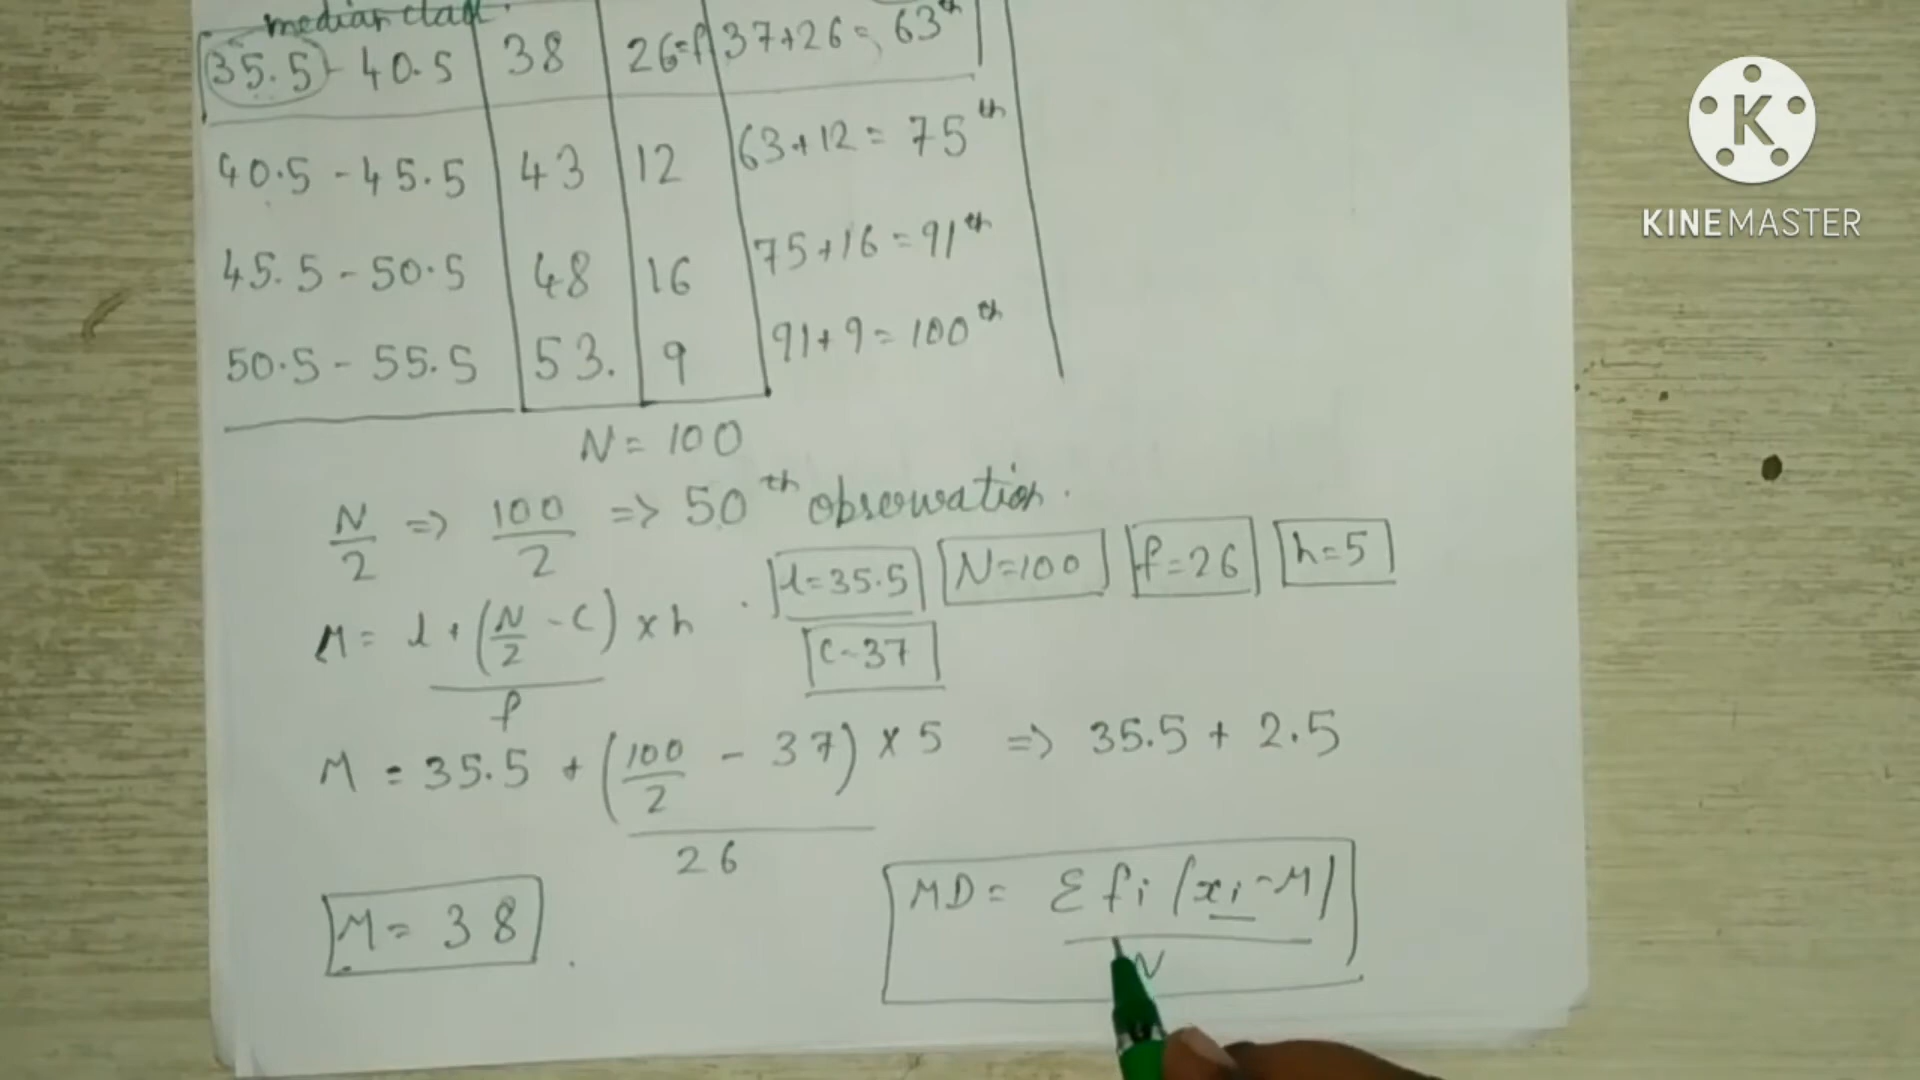 median class.
35.5 - 40.5 38 26=f 37+26= 63th
40.5 - 45.5 43 12 63+12 = 75th
45.5 - 50.5 48 16 75+16 = 91th
50.5 - 55.5 53. 9 91+9 = 100th
N = 100
N/2 => 100/2 => 50th observation.
l=35.5 N=100 f=26 h=5
M = l + (N/2 - C) × h / f
C-37
M = 35.5 + (100/2 - 37) × 5 / 26 => 35.5 + 2.5
M = 38
MD = Σ fi |xi - M| / N
K
KINEMASTER